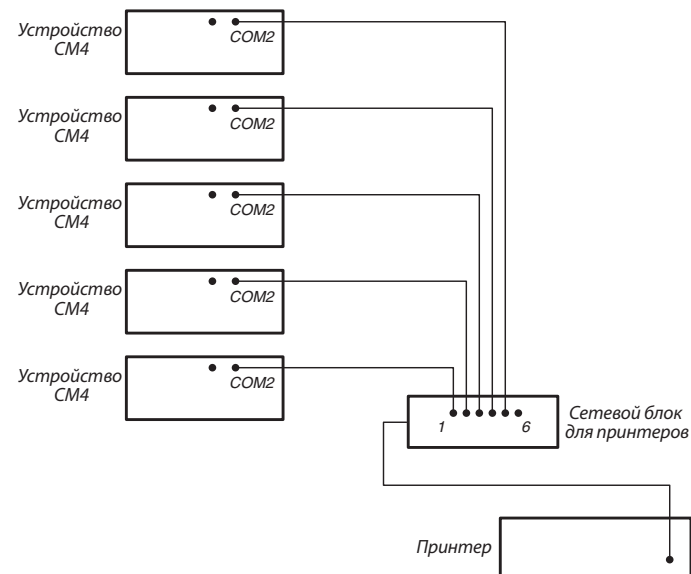 Устройство
СМ4
COM2
Устройство
СМ4
COM2
Устройство
СМ4
COM2
Устройство
СМ4
COM2
Устройство
СМ4
COM2
1
6
Сетевой блок
для принтеров
Принтер